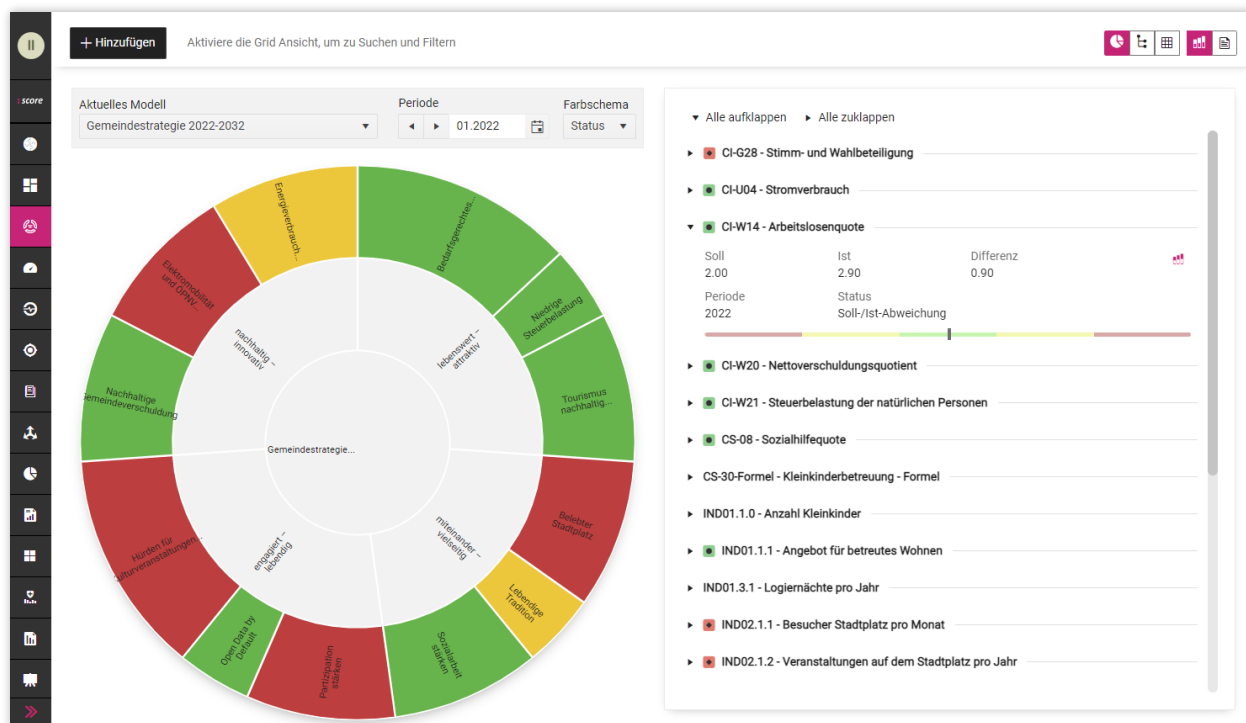 II
+ Hinzufügen
Aktiviere die Grid Ansicht, um zu Suchen und Filtern
score
Aktuelles Modell
Periode
Farbschema
Gemeindestrategie 2022-2032
01.2022
Status
Energieverbrauch...
Bedarfsgerechtes...
Elektromobilität
und ÖPNV...
Niedrige
Steuerbelastung
nachhaltig –
innovativ
lebenswert –
attraktiv
Nachhaltige
Gemeindeverschuldung
Tourismus
nachhaltig...
Gemeindestrategie...
Hürden für
ulturveranstaltungen...
engagiert –
lebendig
miteinander –
vielseitig
Belebter
Stadtplatz
Lebendige
Tradition
Open Data by
Default
Partizipation
stärken
Sozialarbeit
stärken
Alle aufklappen
Alle zuklappen
CI-G28 - Stimm- und Wahlbeteiligung
CI-U04 - Stromverbrauch
CI-W14 - Arbeitslosenquote
Soll
Ist
Differenz
2.00
2.90
0.90
Periode
Status
2022
Soll-/Ist-Abweichung
CI-W20 - Nettoverschuldungsquotient
CI-W21 - Steuerbelastung der natürlichen Personen
CS-08 - Sozialhilfequote
CS-30-Formel - Kleinkinderbetreuung - Formel
IND01.1.0 - Anzahl Kleinkinder
IND01.1.1 - Angebot für betreutes Wohnen
IND01.3.1 - Logiernächte pro Jahr
IND02.1.1 - Besucher Stadtplatz pro Monat
IND02.1.2 - Veranstaltungen auf dem Stadtplatz pro Jahr